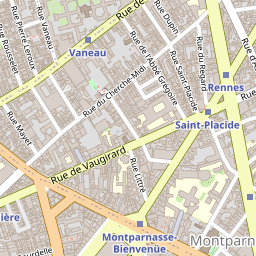 Rue de
Rue Dupin
Rue Pierre Leroux
Rue Vaneau
Rue Rousselet
Vaneau
Rue de l'Abbé Grégoire
Rue Saint-Placide
Rue du Regard
Rue du Cherche-Midi
Rennes
Rue Mayet
Saint-Placide
Rue de Vaugirard
Rue Littré
ière
Montparnasse-
Bienvenüe
Montparn